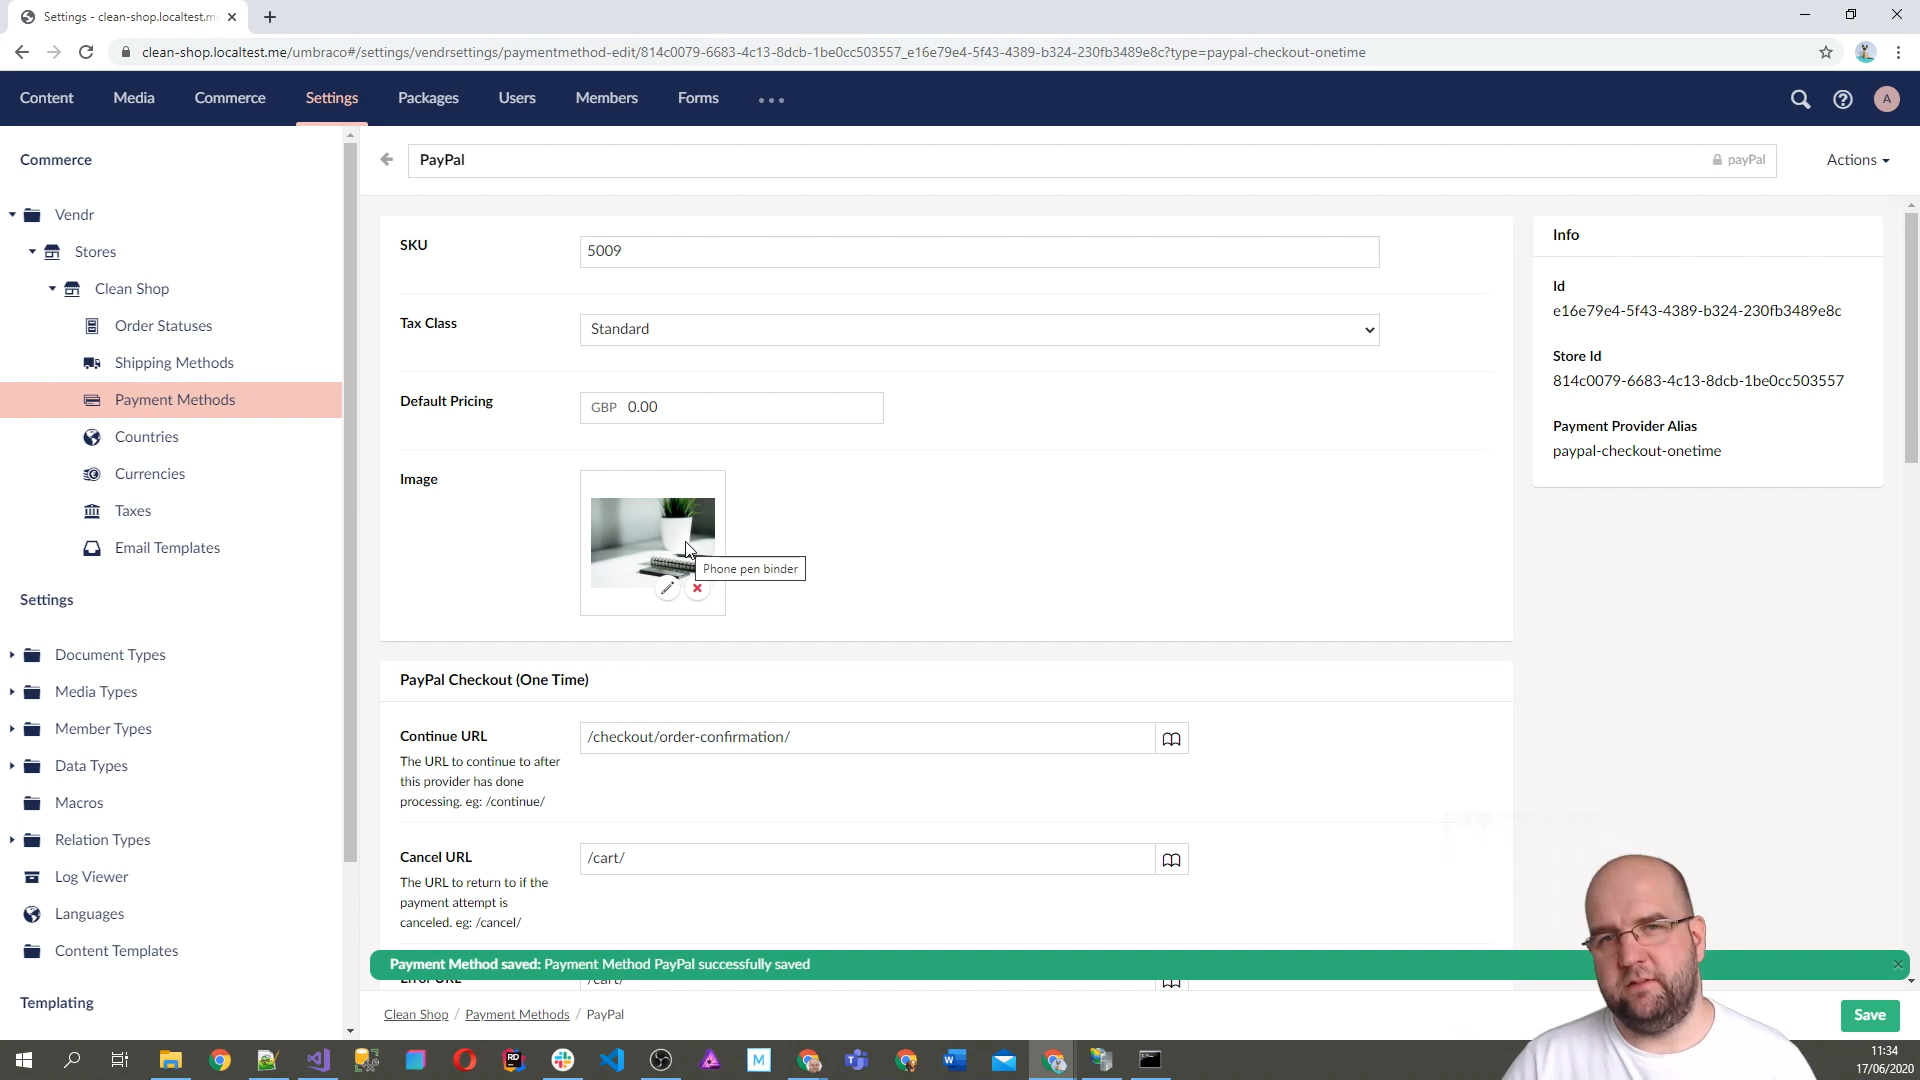 Settings - clean-shop.localtest.m
clean-shop.localtest.me/umbraco#/settings/vendrsettings/paymentmethod-edit/814c0079-6683-4c13-8dcb-1be0cc503557_e16e79e4-5f43-4389-b324-230fb3489e8c?type=paypal-checkout-onetime
Content Media Commerce Settings Packages Users Members Forms
A
Commerce
Vendr
Stores
Clean Shop
Order Statuses
Shipping Methods
Payment Methods
Countries
Currencies
Taxes
Email Templates
Settings
Document Types
Media Types
Member Types
Data Types
Macros
Relation Types
Log Viewer
Languages
Content Templates
Templating
PayPal
payPal
Actions
SKU
5009
Tax Class
Standard
Default Pricing
GBP 0.00
Image
Phone pen binder
PayPal Checkout (One Time)
Continue URL
/checkout/order-confirmation/
The URL to continue to after
this provider has done
processing. eg: /continue/
Cancel URL
/cart/
The URL to return to if the
payment attempt is
canceled. eg: /cancel/
Payment Method saved: Payment Method PayPal successfully saved
Error URL
/cart/
Clean Shop / Payment Methods / PayPal
Save
Info
Id
e16e79e4-5f43-4389-b324-230fb3489e8c
Store Id
814c0079-6683-4c13-8dcb-1be0cc503557
Payment Provider Alias
paypal-checkout-onetime
11:34
17/06/2020